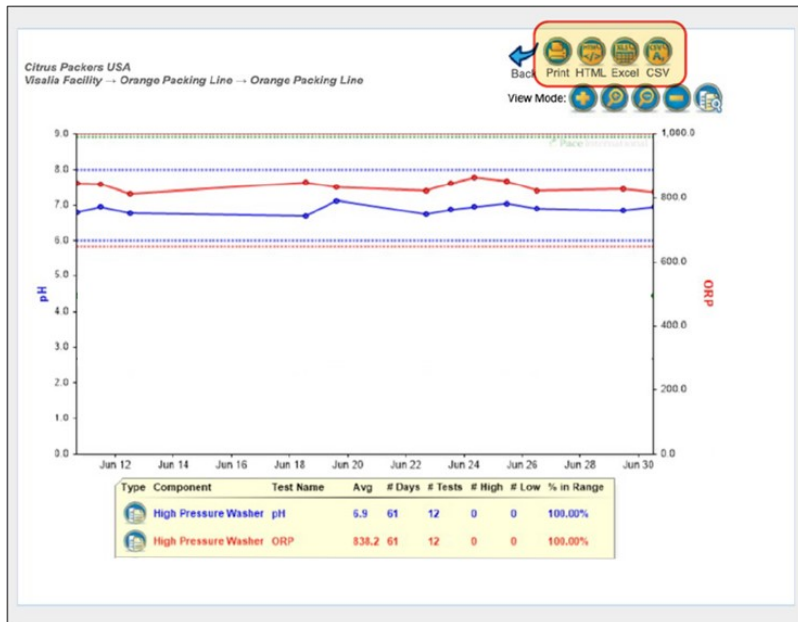 Citrus Packers USA
Visalia Facility → Orange Packing Line → Orange Packing Line
Back Print HTML Excel CSV
View Mode:
9.0 1,000.0
8.0
7.0 800.0
6.0
600.0
5.0
pH ORP
4.0
400.0
3.0
2.0
200.0
1.0
0.0 0.0
Jun 12 Jun 14 Jun 16 Jun 18 Jun 20 Jun 22 Jun 24 Jun 26 Jun 28 Jun 30
Type Component Test Name Avg # Days # Tests # High # Low % in Range
High Pressure Washer pH 6.9 61 12 0 0 100.00%
High Pressure Washer ORP 838.2 61 12 0 0 100.00%